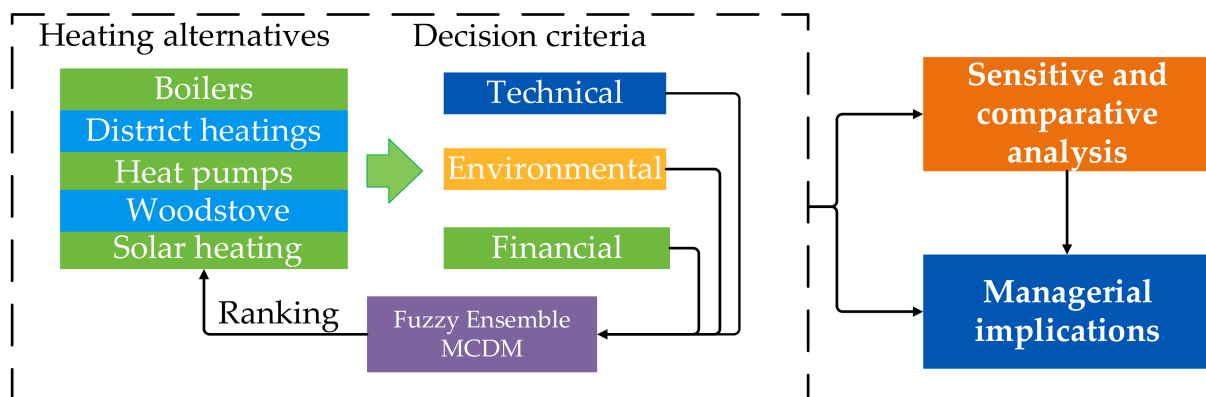 Heating alternatives
Boilers
District heatings
Heat pumps
Woodstove
Solar heating
Decision criteria
Technical
Environmental
Financial
Ranking
Fuzzy Ensemble
MCDM
Sensitive and
comparative
analysis
Managerial
implications